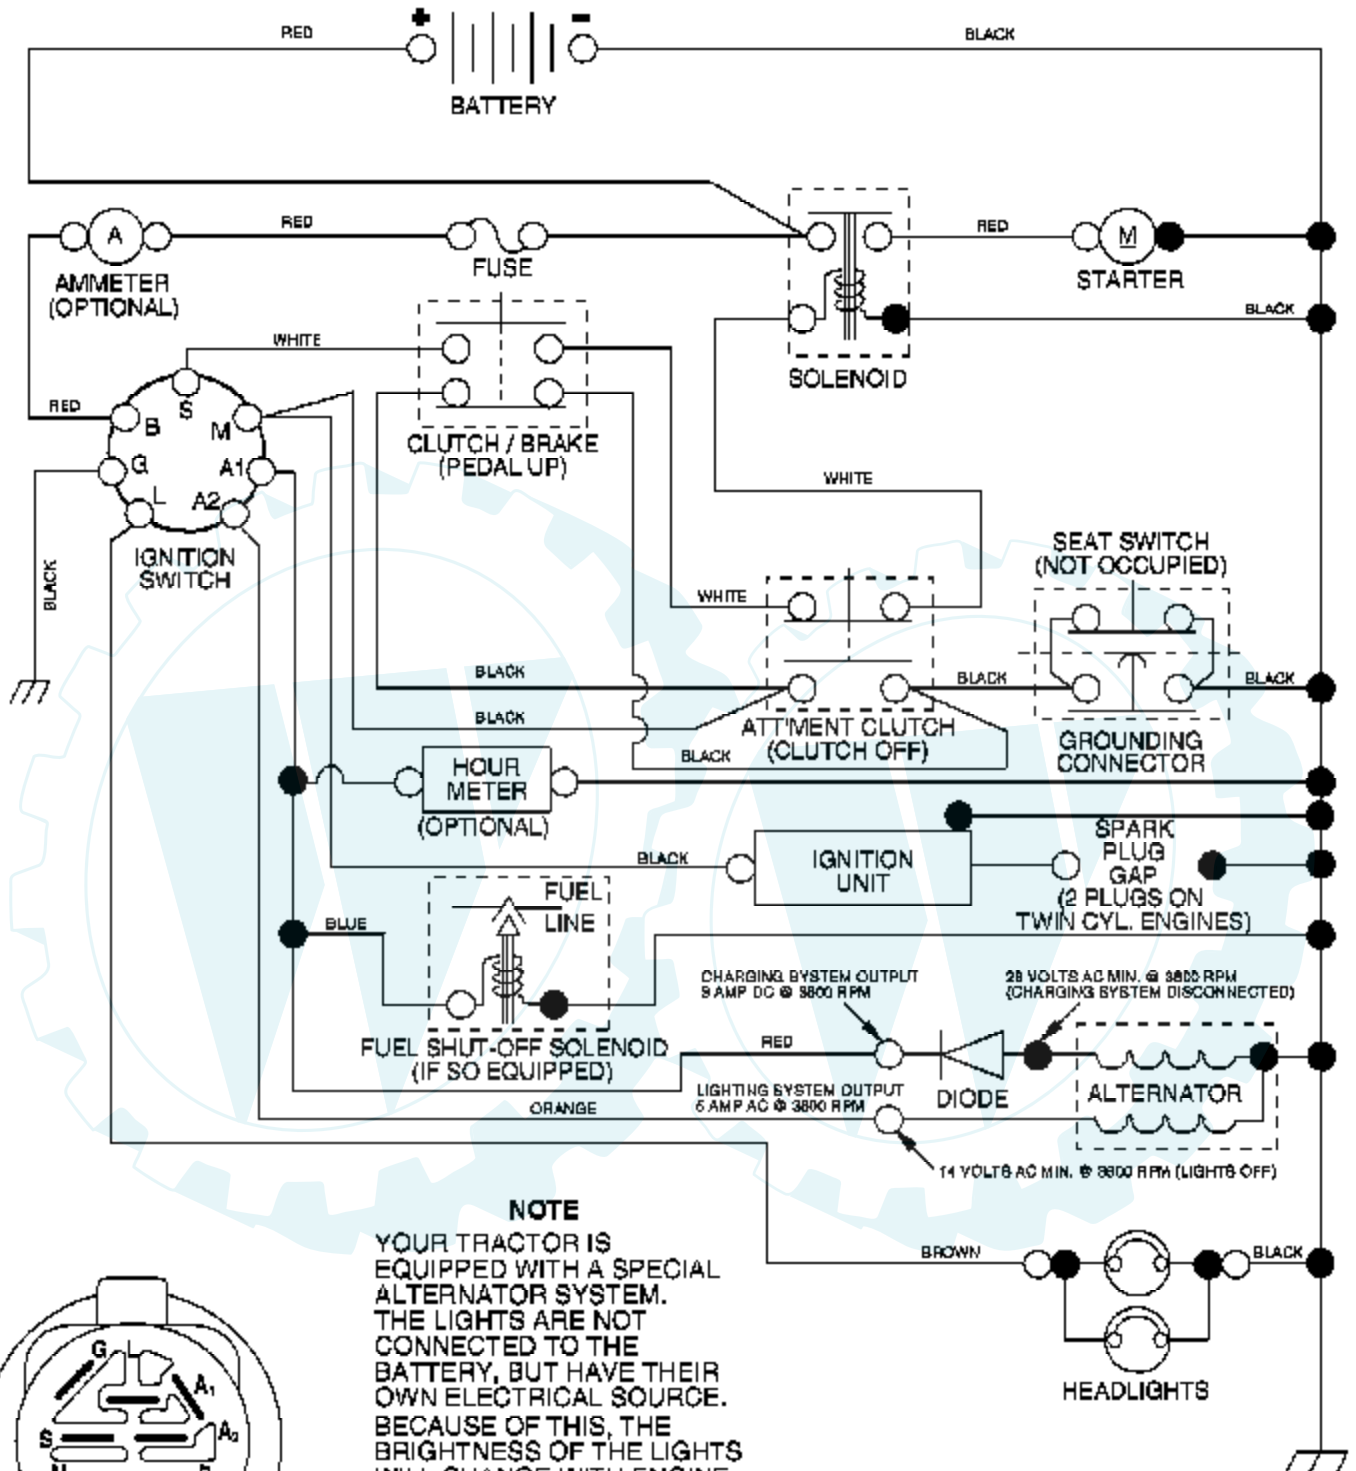 + -
RED
BLACK
BATTERY
A
RED
RED
M
AMMETER
(OPTIONAL)
FUSE
STARTER
WHITE
BLACK
SOLENOID
RED
S
B
M
CLUTCH / BRAKE
(PEDAL UP)
G
A1
L
A2
WHITE
IGNITION
SWITCH
BLACK
SEAT SWITCH
(NOT OCCUPIED)
WHITE
BLACK
BLACK
BLACK
BLACK
ATT'MENT CLUTCH
(CLUTCH OFF)
BLACK
GROUNDING
CONNECTOR
HOUR
METER
(OPTIONAL)
BLACK
IGNITION
UNIT
SPARK
PLUG
GAP
(2 PLUGS ON
TWIN CYL. ENGINES)
FUEL
LINE
BLUE
CHARGING SYSTEM OUTPUT
3 AMP DC @ 3600 RPM
28 VOLTS AC MIN. @ 3600 RPM
(CHARGING SYSTEM DISCONNECTED)
FUEL SHUT-OFF SOLENOID
(IF SO EQUIPPED)
RED
DIODE
ALTERNATOR
LIGHTING SYSTEM OUTPUT
5 AMP AC @ 3600 RPM
ORANGE
14 VOLTS AC MIN. @ 3600 RPM (LIGHTS OFF)
NOTE
YOUR TRACTOR IS
EQUIPPED WITH A SPECIAL
ALTERNATOR SYSTEM.
THE LIGHTS ARE NOT
CONNECTED TO THE
BATTERY, BUT HAVE THEIR
OWN ELECTRICAL SOURCE.
BECAUSE OF THIS, THE
BRIGHTNESS OF THE LIGHTS
WILL CHANGE WITH ENGINE
BROWN
BLACK
HEADLIGHTS
G
L
A1
A2
S